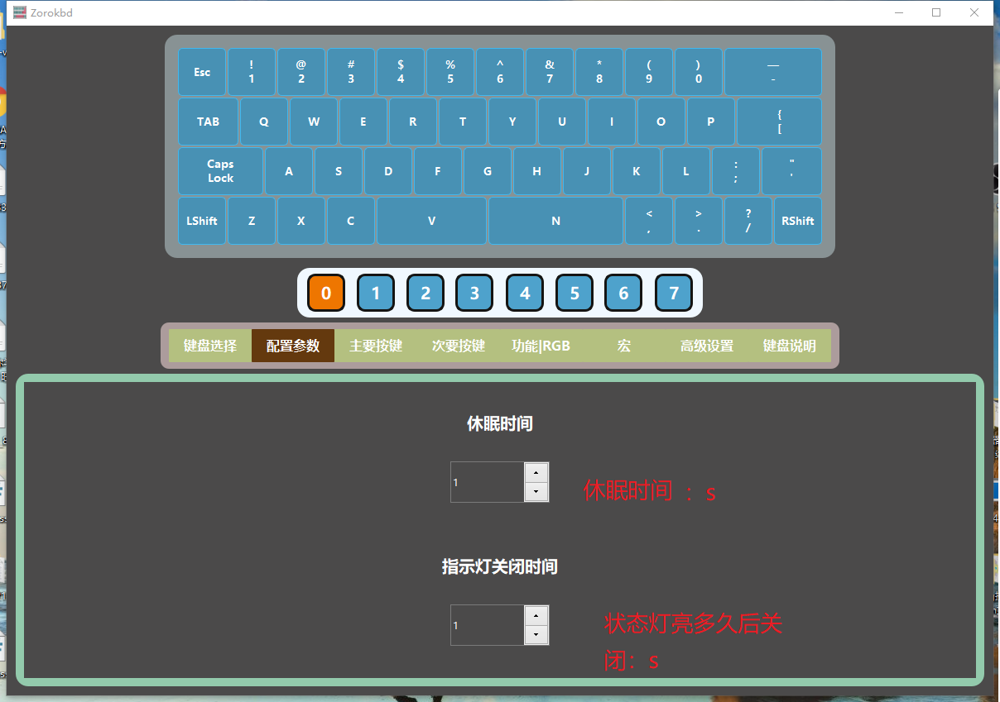 Zorokbd
Esc ! @ # $ % ^ & * ( ) —
1 2 3 4 5 6 7 8 9 0 -
TAB Q W E R T Y U I O P {
[
Caps Lock A S D F G H J K L : "
; '
LShift Z X C V N < > ? RShift
, . /
0 1 2 3 4 5 6 7
键盘选择 配置参数 主要按键 次要按键 功能|RGB 宏 高级设置 键盘说明
休眠时间
1
休眠时间 ：s
指示灯关闭时间
1
状态灯亮多久后关
闭：s